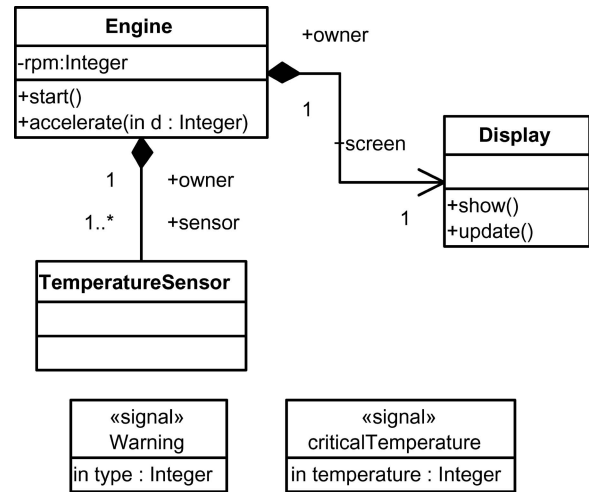 Engine
-rpm:Integer
+start()
+accelerate(in d : Integer)
+owner
1
+screen
1
Display
+show()
+update()
1
+owner
1..*
+sensor
TemperatureSensor
«signal»
Warning
in type : Integer
«signal»
criticalTemperature
in temperature : Integer